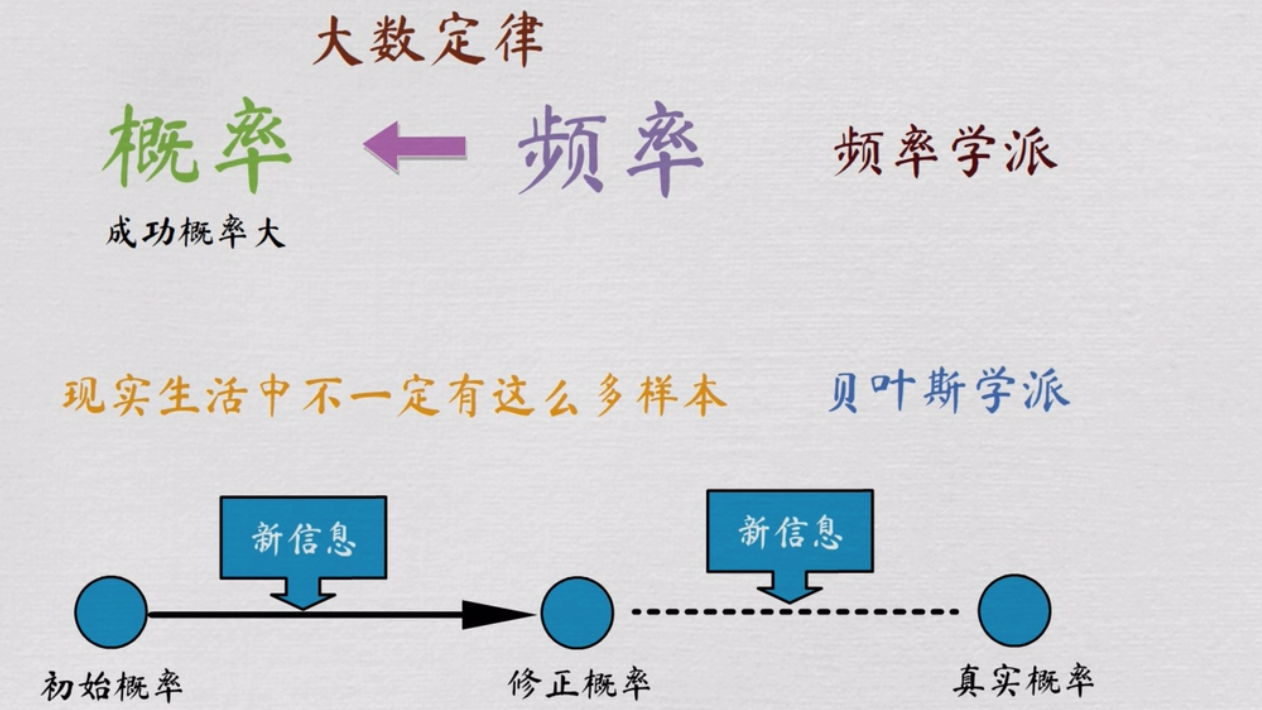 大数定律
概率
频率
频率学派
成功概率大
现实生活中不一定有这么多样本
贝叶斯学派
新信息
新信息
初始概率
修正概率
真实概率